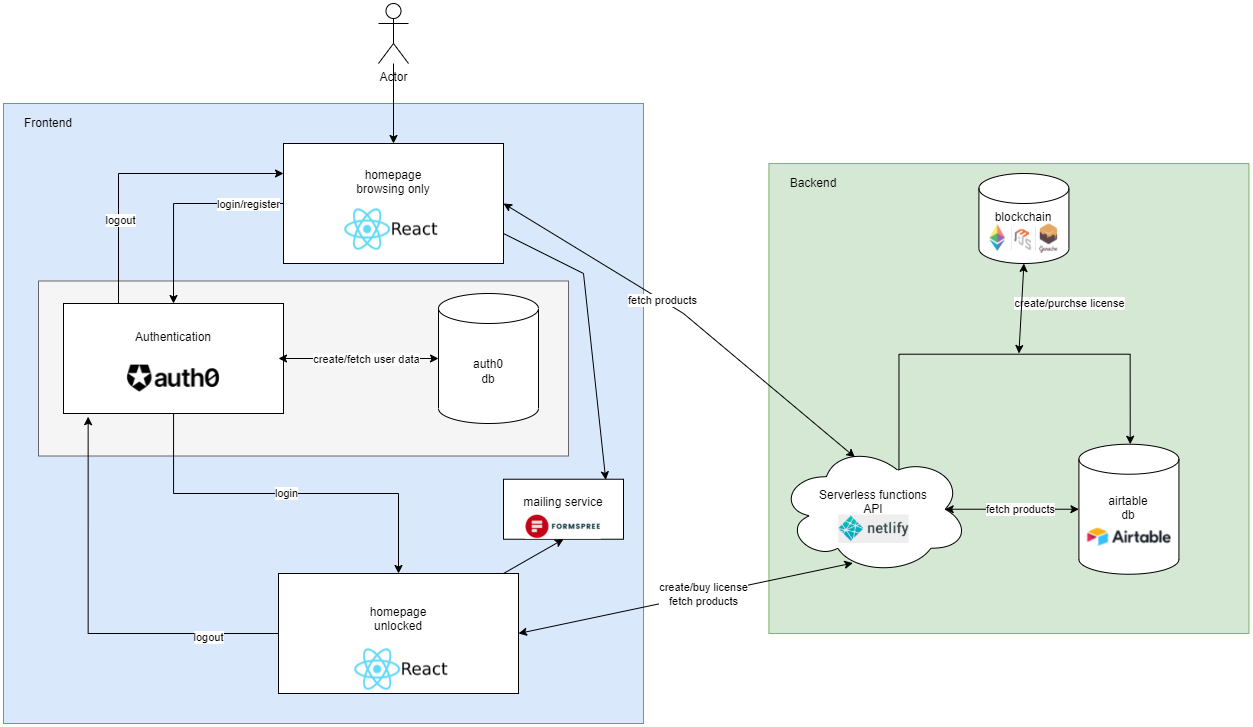 Actor
Frontend
homepage
browsing only
React
login/register
logout
Authentication
auth0
create/fetch user data
auth0
db
login
mailing service
FORMSPREE
homepage
unlocked
React
logout
fetch products
create/buy license
fetch products
Backend
blockchain
JS
Ganache
create/purchse license
Serverless functions
API
netlify
fetch products
airtable
db
Airtable